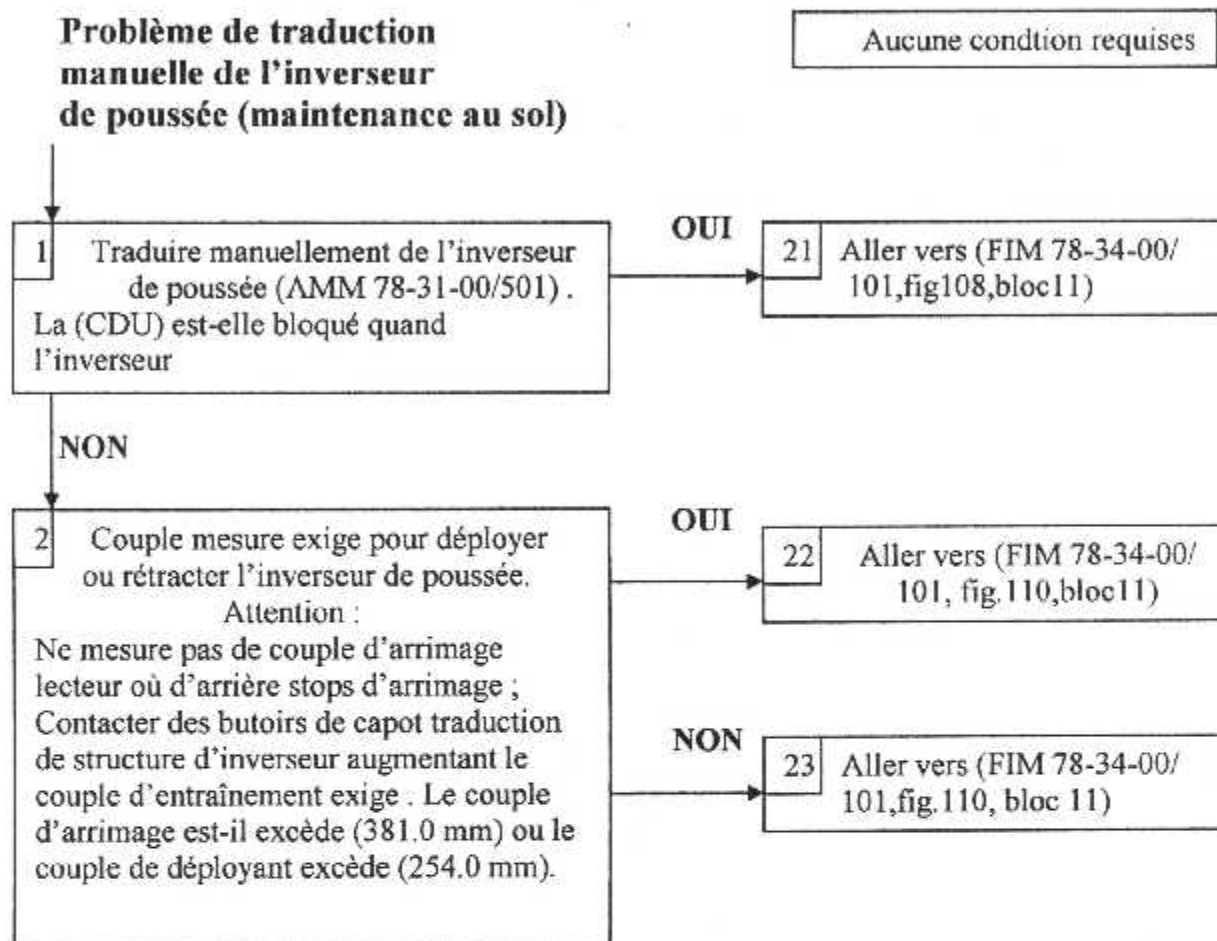 Problème de traduction
manuelle de l'inverseur
de poussée (maintenance au sol)
Aucune condtion requises
1 Traduire manuellement de l'inverseur
de poussée (AMM 78-31-00/501) .
La (CDU) est-elle bloqué quand
l'inverseur
OUI
21 Aller vers (FIM 78-34-00/
101,fig108,bloc11)
NON
2 Couple mesure exige pour déployer
ou rétracter l'inverseur de poussée.
Attention :
Ne mesure pas de couple d'arrimage
lecteur où d'arrière stops d'arrimage ;
Contacter des butoirs de capot traduction
de structure d'inverseur augmentant le
couple d'entraînement exige . Le couple
d'arrimage est-il excède (381.0 mm) ou le
couple de déployant excède (254.0 mm).
OUI
22 Aller vers (FIM 78-34-00/
101, fig.110,bloc11)
NON
23 Aller vers (FIM 78-34-00/
101,fig.110, bloc 11)